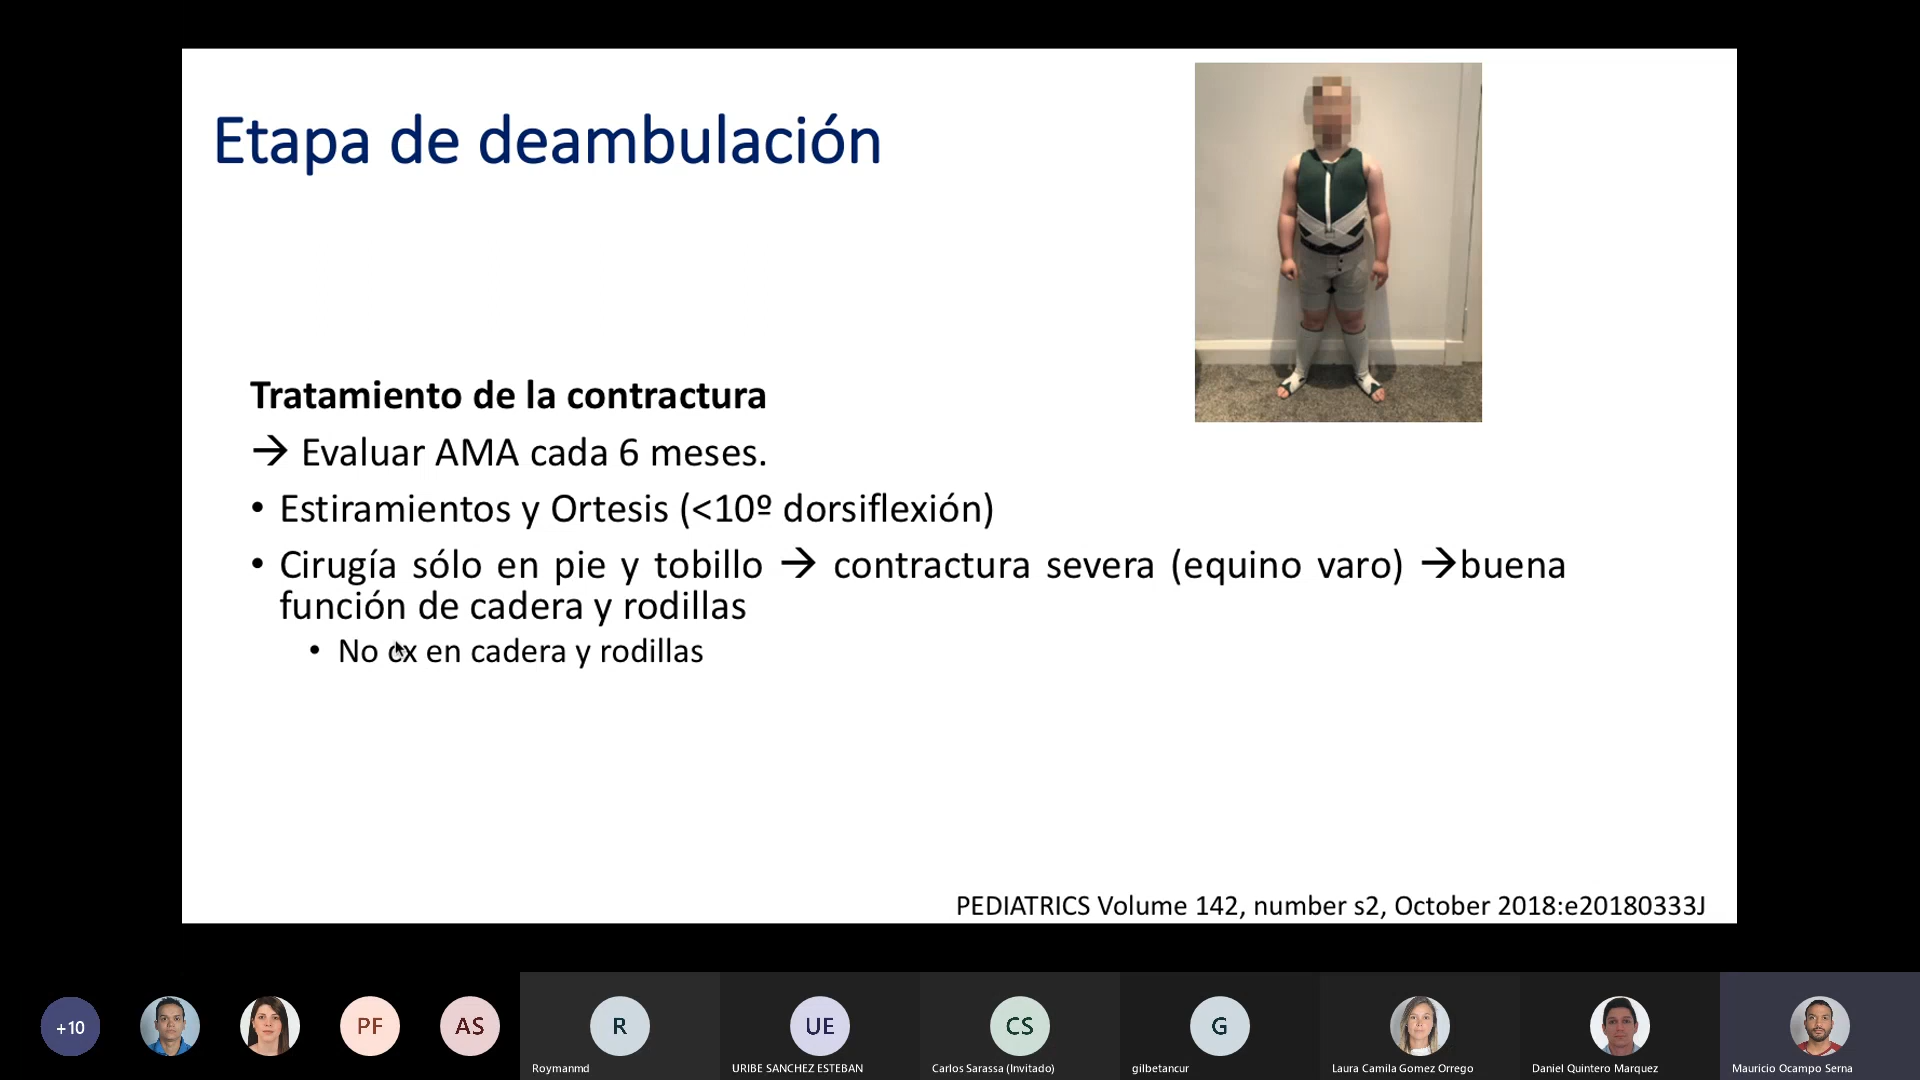 Etapa de deambulación
Tratamiento de la contractura
→ Evaluar AMA cada 6 meses.
• Estiramientos y Ortesis (<10º dorsiflexión)
• Cirugía sólo en pie y tobillo → contractura severa (equino varo) →buena
función de cadera y rodillas
• No cx en cadera y rodillas
PEDIATRICS Volume 142, number s2, October 2018:e20180333J
+10
PF
AS
R
UE
CS
G
Roymanmd
URIBE SANCHEZ ESTEBAN
Carlos Sarassa (Invitado)
gilbetancur
Laura Camila Gomez Orrego
Daniel Quintero Marquez
Mauricio Ocampo Serna